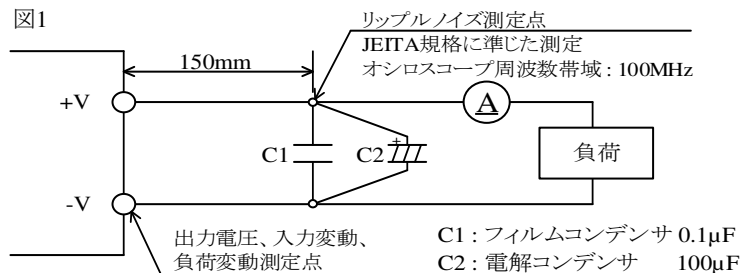 図1
リップルノイズ測定点
JEITA規格に準じた測定
オシロスコープ周波数帯域 : 100MHz
150mm
+V
A
C1
+
C2
負荷
-V
出力電圧、入力変動、
負荷変動測定点
C1 : フィルムコンデンサ 0.1μF
C2 : 電解コンデンサ 100μF